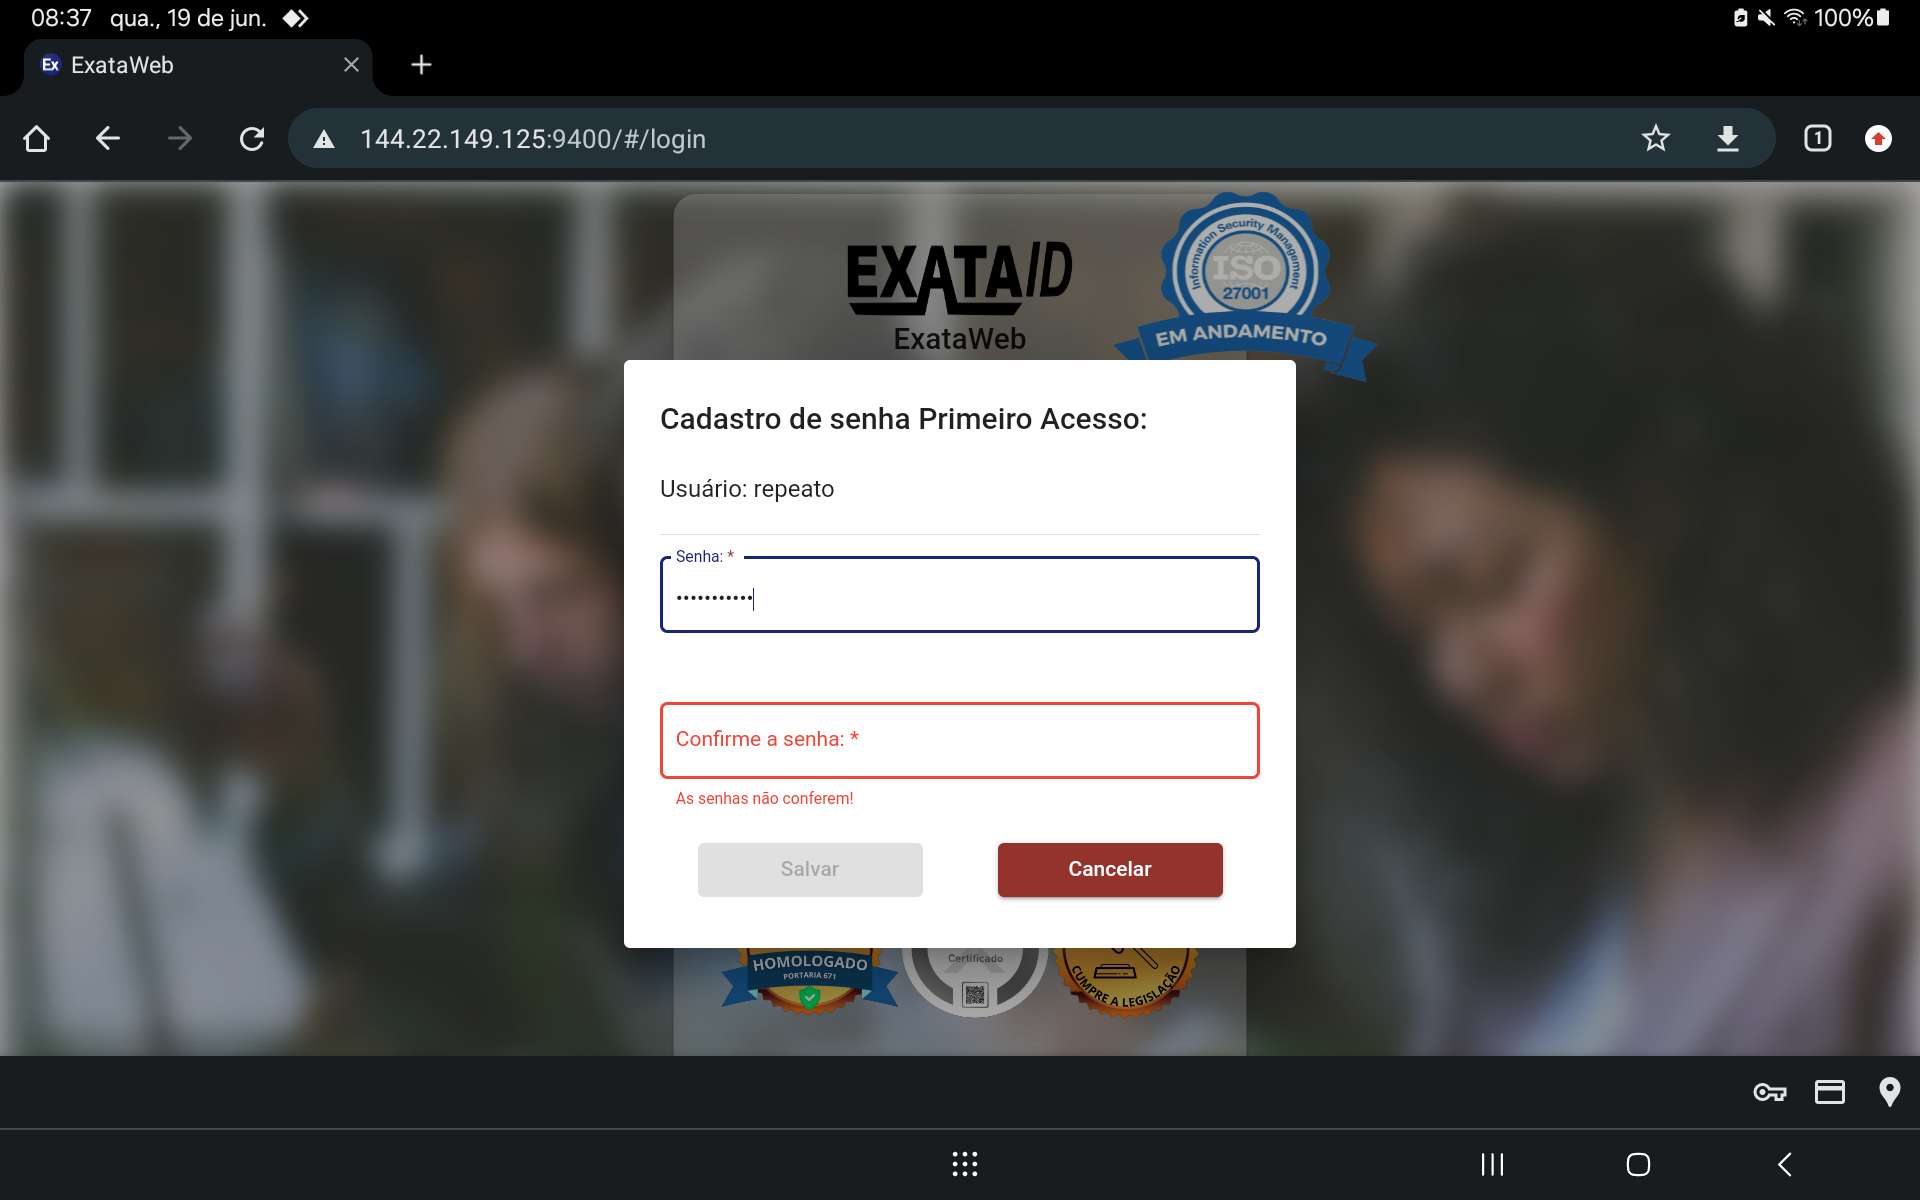 08:37 qua., 19 de jun. 100%
Ex ExataWeb
144.22.149.125:9400/#/login 1
EXATAID
ExataWeb
Information Security Management
ISO
27001
EM ANDAMENTO
Cadastro de senha Primeiro Acesso:
Usuário: repeato
Senha: *
•••••••••••
Confirme a senha: *
As senhas não conferem!
Salvar Cancelar
HOMOLOGADO
PORTARIA 671
Certificado
CUMPRE A LEGISLAÇÃO